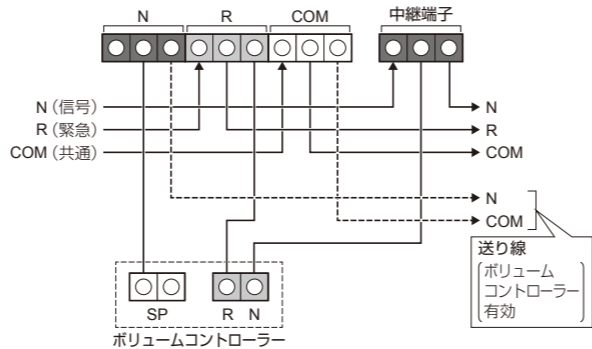 N R COM 中継端子
N（信号） N
R（緊急） R
COM（共通） COM
N
COM
送り線
ボリューム
コントローラー
有効
SP R N
ボリュームコントローラー